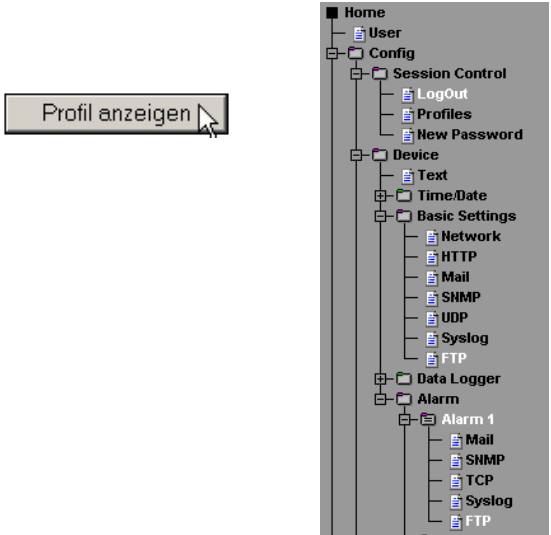 Profil anzeigen
Home
User
Config
Session Control
LogOut
Profiles
New Password
Device
Text
Time/Date
Basic Settings
Network
HTTP
Mail
SNMP
UDP
Syslog
FTP
Data Logger
Alarm
Alarm 1
Mail
SNMP
TCP
Syslog
FTP